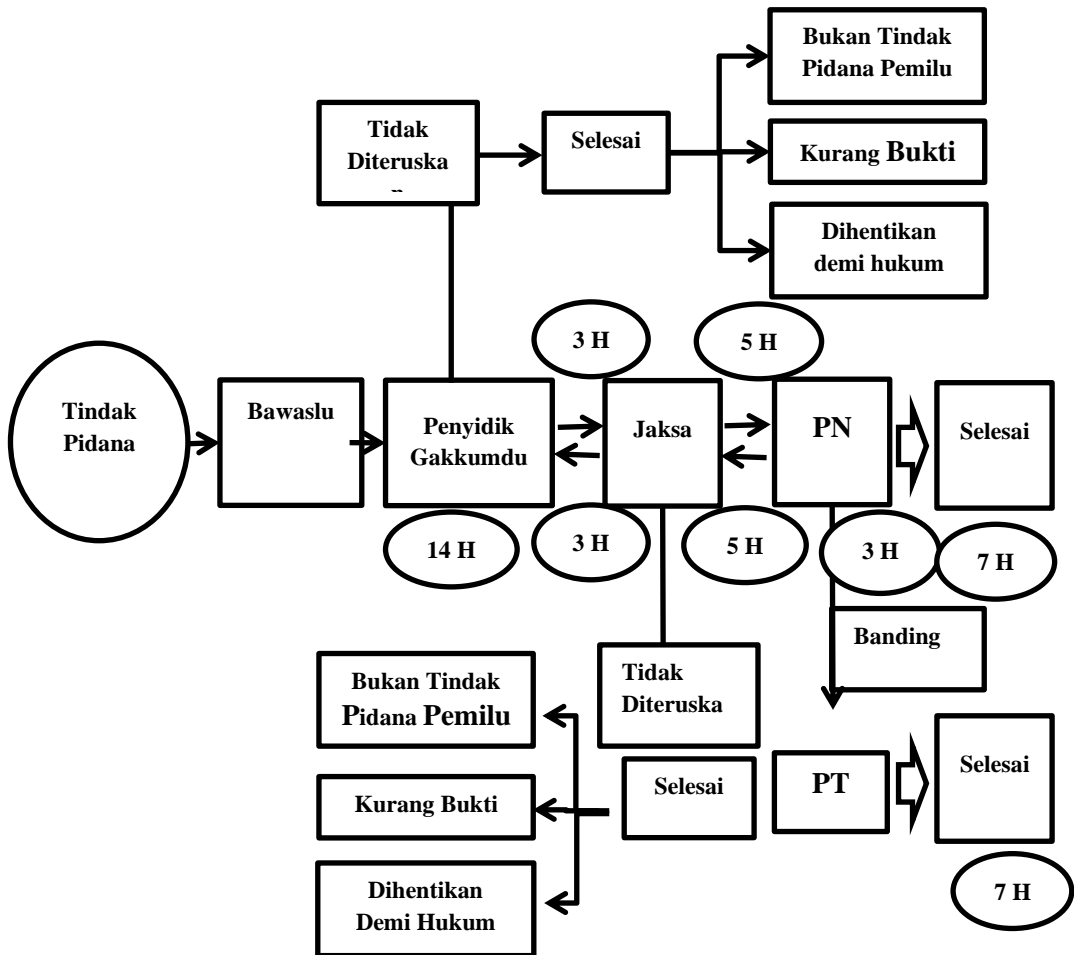 Bukan Tindak
Pidana Pemilu
Tidak
Diteruska
Selesai
Kurang Bukti
Dihentikan
demi hukum
3 H
5 H
Tindak
Pidana
Bawaslu
Penyidik
Gakkumdu
Jaksa
PN
Selesai
14 H
3 H
5 H
3 H
7 H
Banding
Bukan Tindak
Pidana Pemilu
Tidak
Diteruska
Kurang Bukti
Selesai
PT
Selesai
Dihentikan
Demi Hukum
7 H